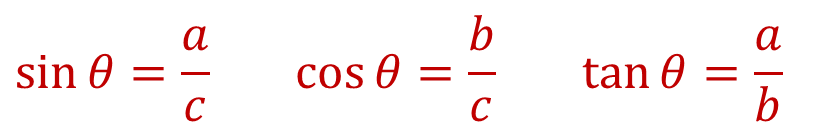 sin θ = a/c    cos θ = b/c    tan θ = a/b